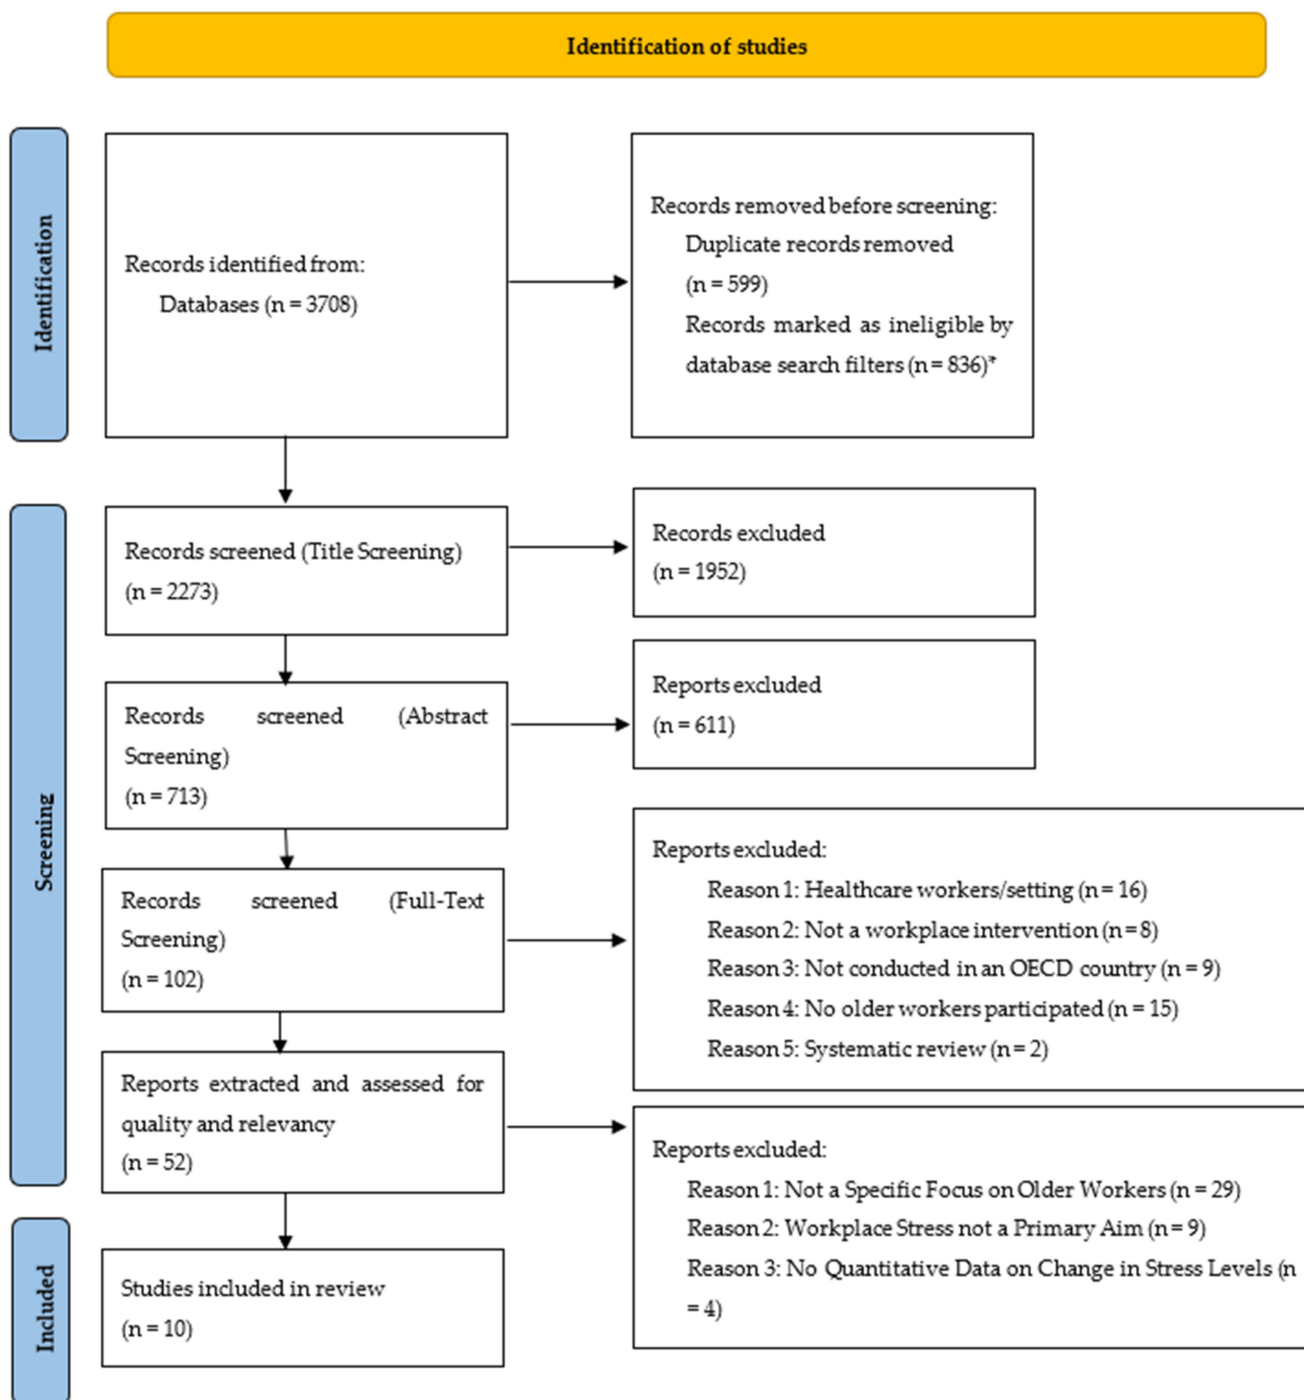 Identification of studies
Identification
Records identified from:
Databases (n = 3708)
Records removed before screening:
Duplicate records removed
(n = 599)
Records marked as ineligible by
database search filters (n = 836)*
Screening
Records screened (Title Screening)
(n = 2273)
Records excluded
(n = 1952)
Records screened (Abstract
Screening)
(n = 713)
Reports excluded
(n = 611)
Records screened (Full-Text
Screening)
(n = 102)
Reports excluded:
Reason 1: Healthcare workers/setting (n = 16)
Reason 2: Not a workplace intervention (n = 8)
Reason 3: Not conducted in an OECD country (n = 9)
Reason 4: No older workers participated (n = 15)
Reason 5: Systematic review (n = 2)
Reports extracted and assessed for
quality and relevancy
(n = 52)
Reports excluded:
Reason 1: Not a Specific Focus on Older Workers (n = 29)
Reason 2: Workplace Stress not a Primary Aim (n = 9)
Reason 3: No Quantitative Data on Change in Stress Levels (n
= 4)
Included
Studies included in review
(n = 10)